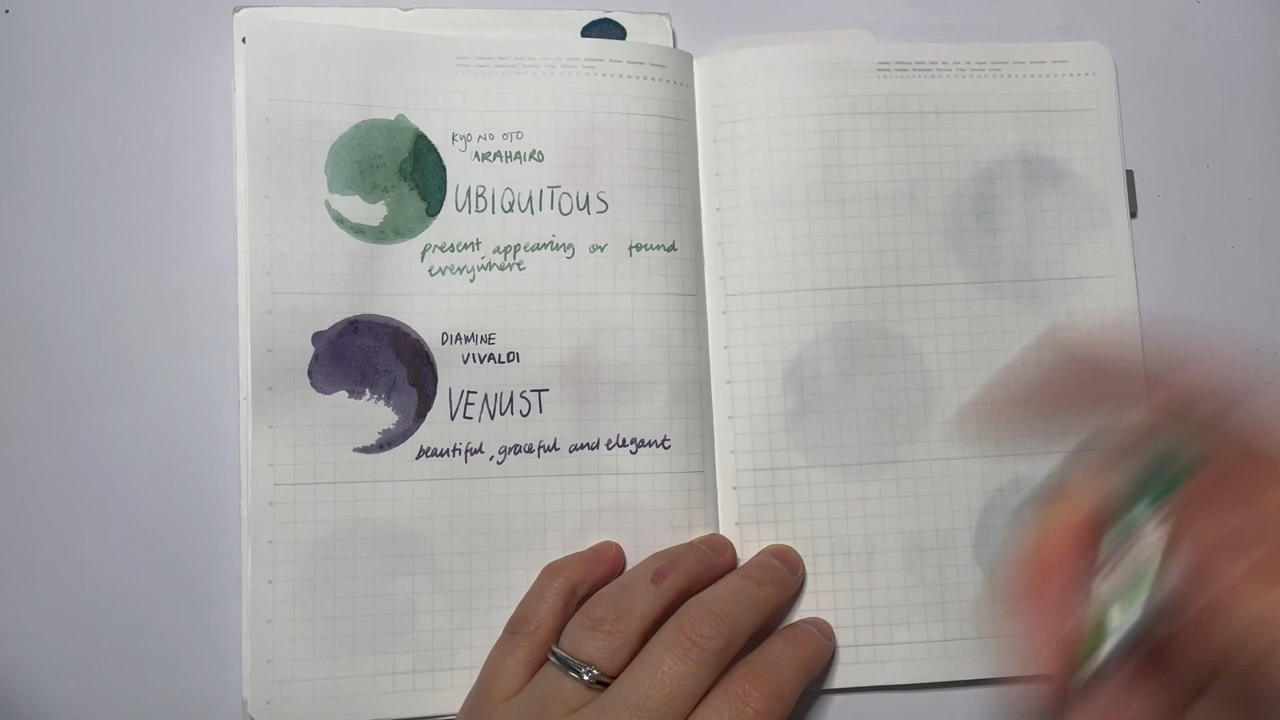 KYO NO OTO
ARAHAIRO
UBIQUITOUS
present, appearing or found
everywhere
DIAMINE
VIVALDI
VENUST
beautiful, graceful and elegant